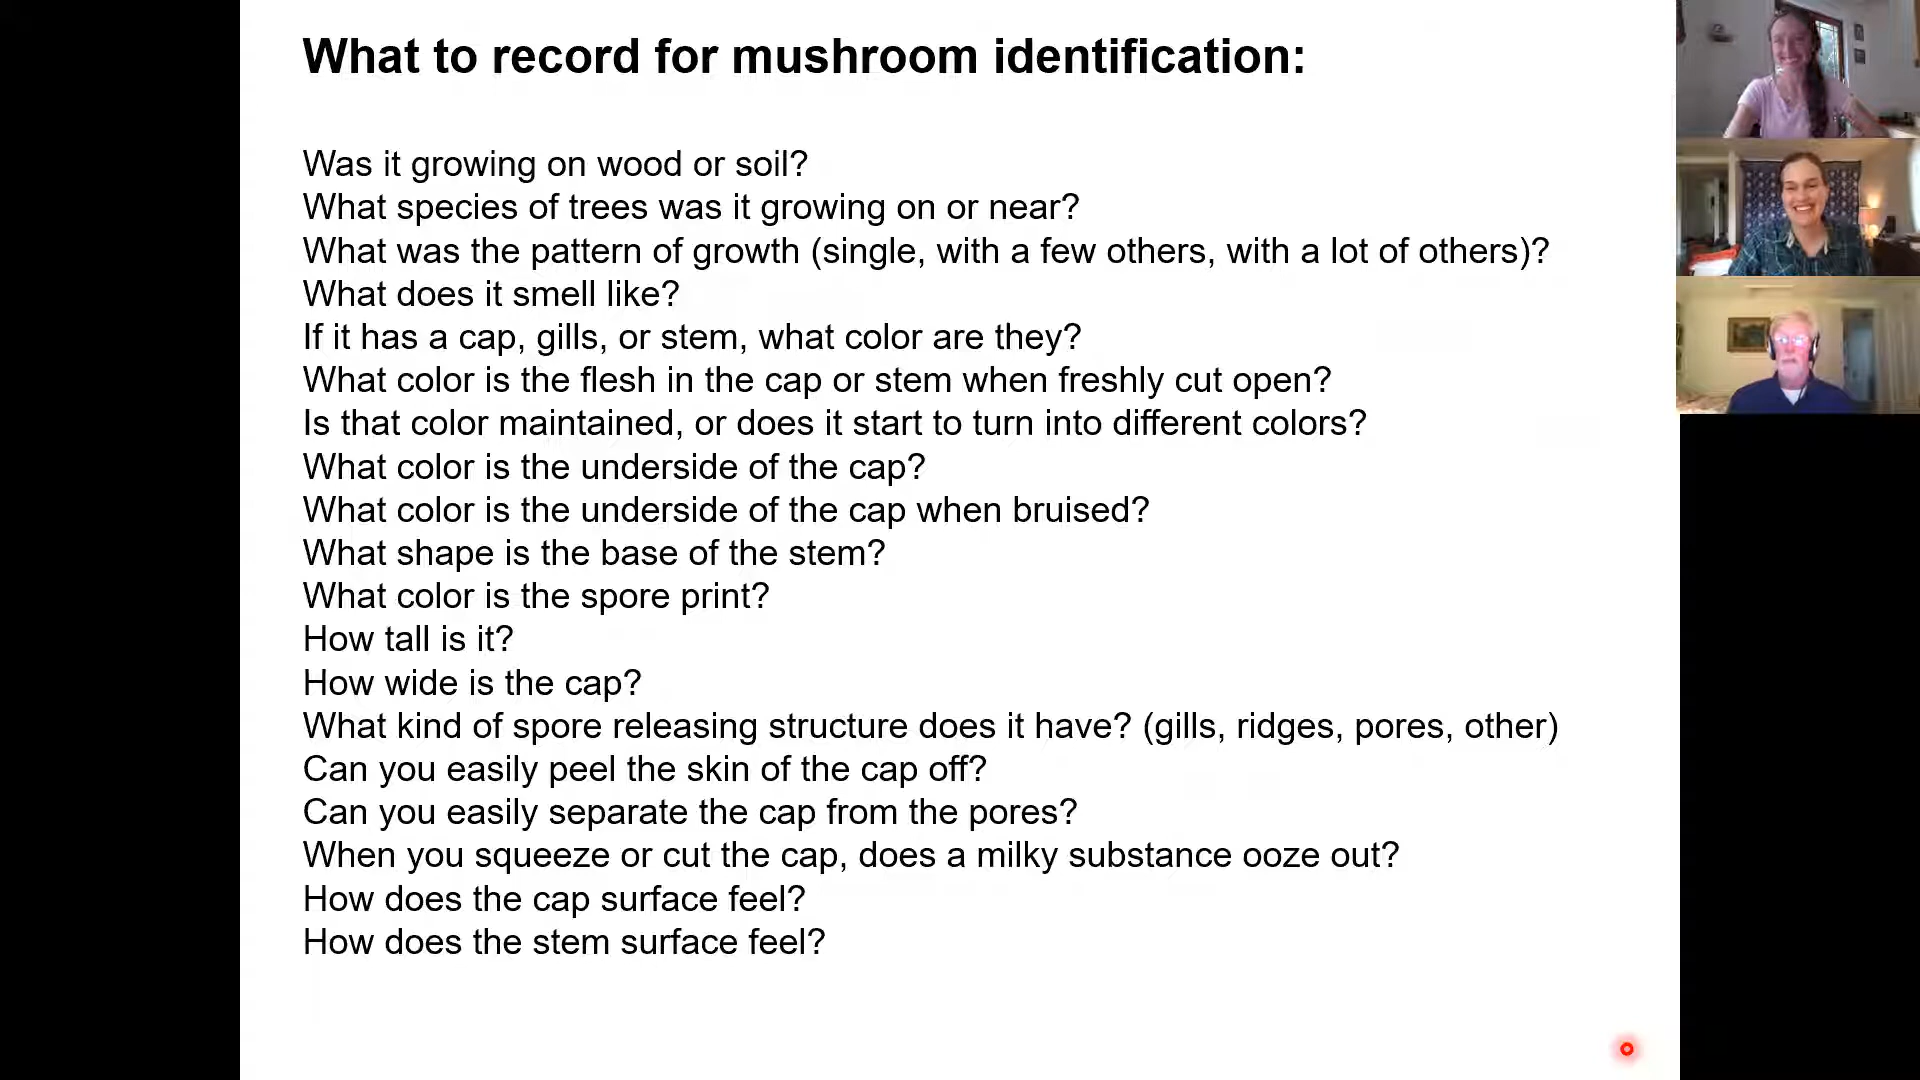 What to record for mushroom identification:
Was it growing on wood or soil?
What species of trees was it growing on or near?
What was the pattern of growth (single, with a few others, with a lot of others)?
What does it smell like?
If it has a cap, gills, or stem, what color are they?
What color is the flesh in the cap or stem when freshly cut open?
Is that color maintained, or does it start to turn into different colors?
What color is the underside of the cap?
What color is the underside of the cap when bruised?
What shape is the base of the stem?
What color is the spore print?
How tall is it?
How wide is the cap?
What kind of spore releasing structure does it have? (gills, ridges, pores, other)
Can you easily peel the skin of the cap off?
Can you easily separate the cap from the pores?
When you squeeze or cut the cap, does a milky substance ooze out?
How does the cap surface feel?
How does the stem surface feel?